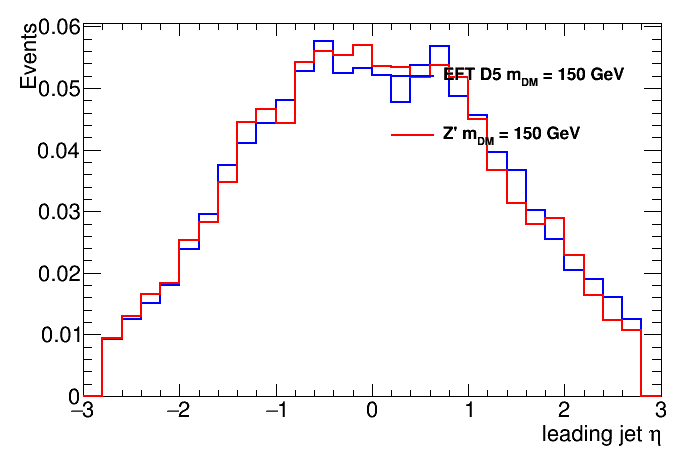 Events
0.06
0.05
0.04
0.03
0.02
0.01
0
EFT D5 m_DM = 150 GeV
Z' m_DM = 150 GeV
−3 −2 −1 0 1 2 3
leading jet η